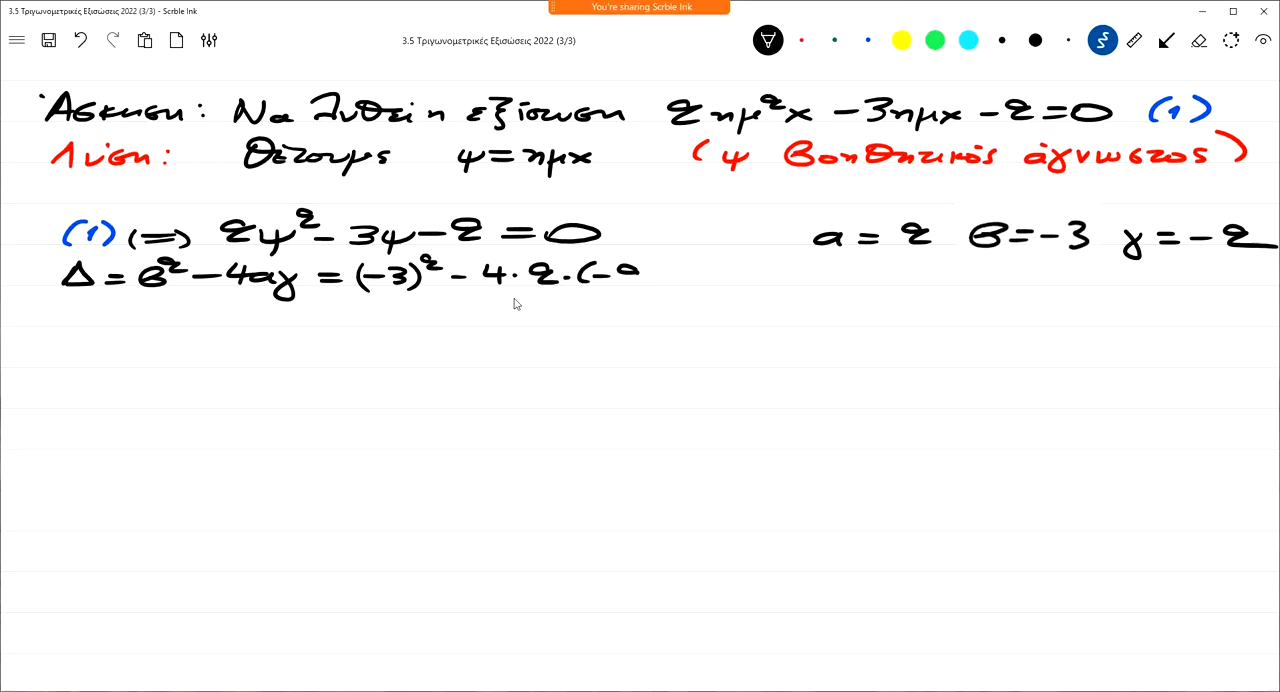 3.5 Τριγωνομετρικές Εξισώσεις 2022 (3/3) - Scrble Ink
You're sharing Scrble Ink
3.5 Τριγωνομετρικές Εξισώσεις 2022 (3/3)
Άσκηση: Να λυθεί η εξίσωση 2ημ²x - 3ημx - 2 = 0 (1)
Λύση: Θέτουμε ψ = ημx (ψ βοηθητικός άγνωστος)
(1) ⇔ 2ψ² - 3ψ - 2 = 0 α = 2 β = -3 γ = -2
Δ = β² - 4αγ = (-3)² - 4 · 2 · (-